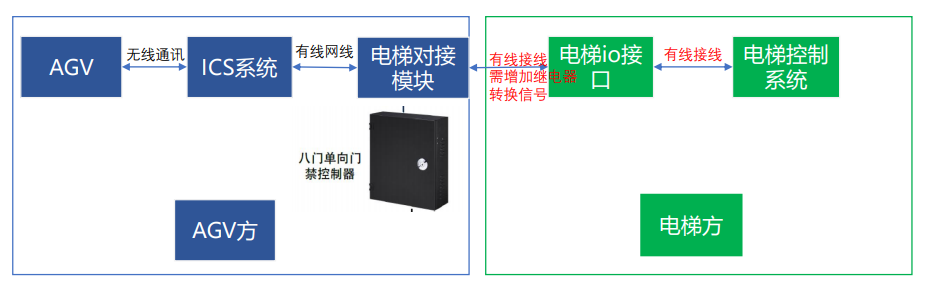 AGV
无线通讯
ICS系统
有线网线
电梯对接
模块
有线接线
需增加继电器
转换信号
电梯io接
口
有线接线
电梯控制
系统
八门单向门
禁控制器
AGV方
电梯方